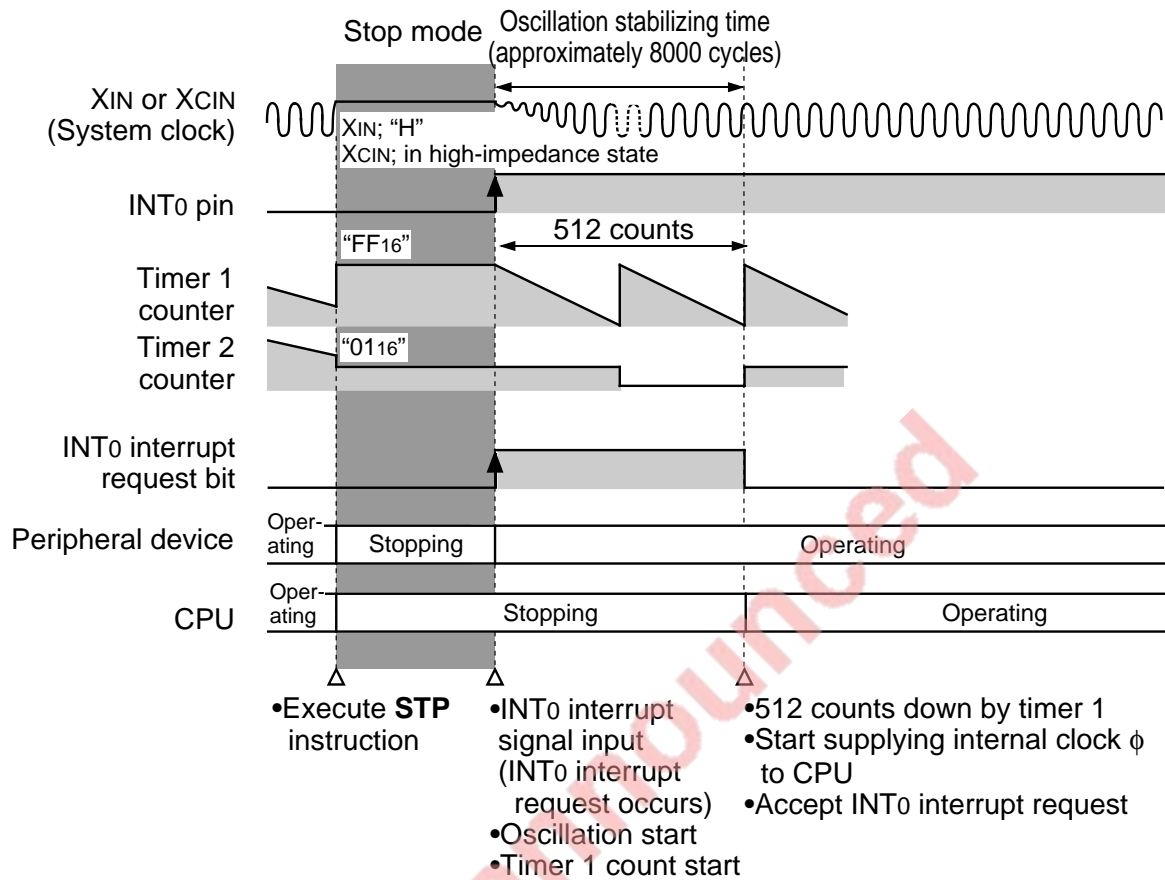 Stop mode
Oscillation stabilizing time
(approximately 8000 cycles)
XIN or XCIN
(System clock)
XIN; “H”
XCIN; in high-impedance state
INT0 pin
512 counts
“FF16”
Timer 1
counter
Timer 2
counter
“0116”
INT0 interrupt
request bit
Peripheral device
Oper-
ating
Stopping
Operating
CPU
Oper-
ating
Stopping
Operating
•Execute STP
instruction
•INT0 interrupt
signal input
(INT0 interrupt
request occurs)
•Oscillation start
•Timer 1 count start
•512 counts down by timer 1
•Start supplying internal clock ϕ
to CPU
•Accept INT0 interrupt request
nnounced